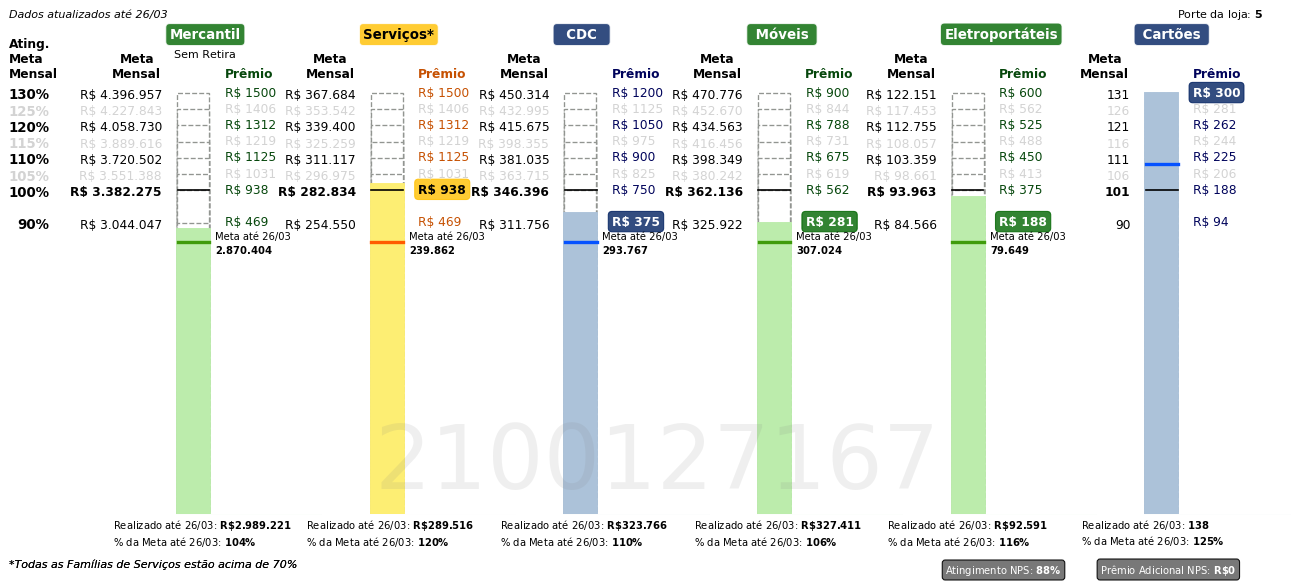 Dados atualizados até 26/03
Porte da loja: 5
Mercantil Serviços* CDC Móveis Eletroportáteis Cartões
Sem Retira
Ating. Meta Mensal
Meta Mensal Prêmio Meta Mensal Prêmio Meta Mensal Prêmio Meta Mensal Prêmio Meta Mensal Prêmio Meta Mensal Prêmio
130% R$ 4.396.957 R$ 1500 R$ 367.684 R$ 1500 R$ 450.314 R$ 1200 R$ 470.776 R$ 900 R$ 122.151 R$ 600 131 R$ 300
125% R$ 4.227.843 R$ 1406 R$ 353.542 R$ 1406 R$ 432.995 R$ 1125 R$ 452.670 R$ 844 R$ 117.453 R$ 562 126 R$ 281
120% R$ 4.058.730 R$ 1312 R$ 339.400 R$ 1312 R$ 415.675 R$ 1050 R$ 434.563 R$ 788 R$ 112.755 R$ 525 121 R$ 262
115% R$ 3.889.616 R$ 1219 R$ 325.259 R$ 1219 R$ 398.355 R$ 975 R$ 416.456 R$ 731 R$ 108.057 R$ 488 116 R$ 244
110% R$ 3.720.502 R$ 1125 R$ 311.117 R$ 1125 R$ 381.035 R$ 900 R$ 398.349 R$ 675 R$ 103.359 R$ 450 111 R$ 225
105% R$ 3.551.388 R$ 1031 R$ 296.975 R$ 1031 R$ 363.715 R$ 825 R$ 380.242 R$ 619 R$ 98.661 R$ 413 106 R$ 206
100% R$ 3.382.275 R$ 938 R$ 282.834 R$ 938 R$ 346.396 R$ 750 R$ 362.136 R$ 562 R$ 93.963 R$ 375 101 R$ 188
90% R$ 3.044.047 R$ 469 R$ 254.550 R$ 469 R$ 311.756 R$ 375 R$ 325.922 R$ 281 R$ 84.566 R$ 188 90 R$ 94
Meta até 26/03 Meta até 26/03 Meta até 26/03 Meta até 26/03 Meta até 26/03
2.870.404 239.862 293.767 307.024 79.649
2100127167
Realizado até 26/03: R$2.989.221 Realizado até 26/03: R$289.516 Realizado até 26/03: R$323.766 Realizado até 26/03: R$327.411 Realizado até 26/03: R$92.591 Realizado até 26/03: 138
% da Meta até 26/03: 104% % da Meta até 26/03: 120% % da Meta até 26/03: 110% % da Meta até 26/03: 106% % da Meta até 26/03: 116% % da Meta até 26/03: 125%
*Todas as Famílias de Serviços estão acima de 70%
Atingimento NPS: 88% Prêmio Adicional NPS: R$0